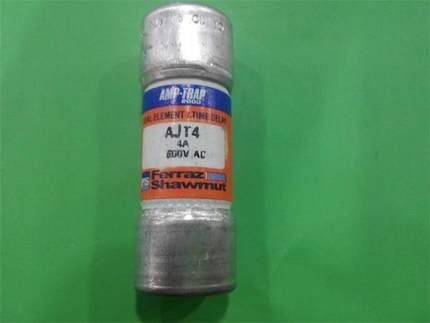 AMP-TRAP
2000
DUAL ELEMENT / TIME DELAY
AJT4
4A
600V AC
Ferraz
Shawmut